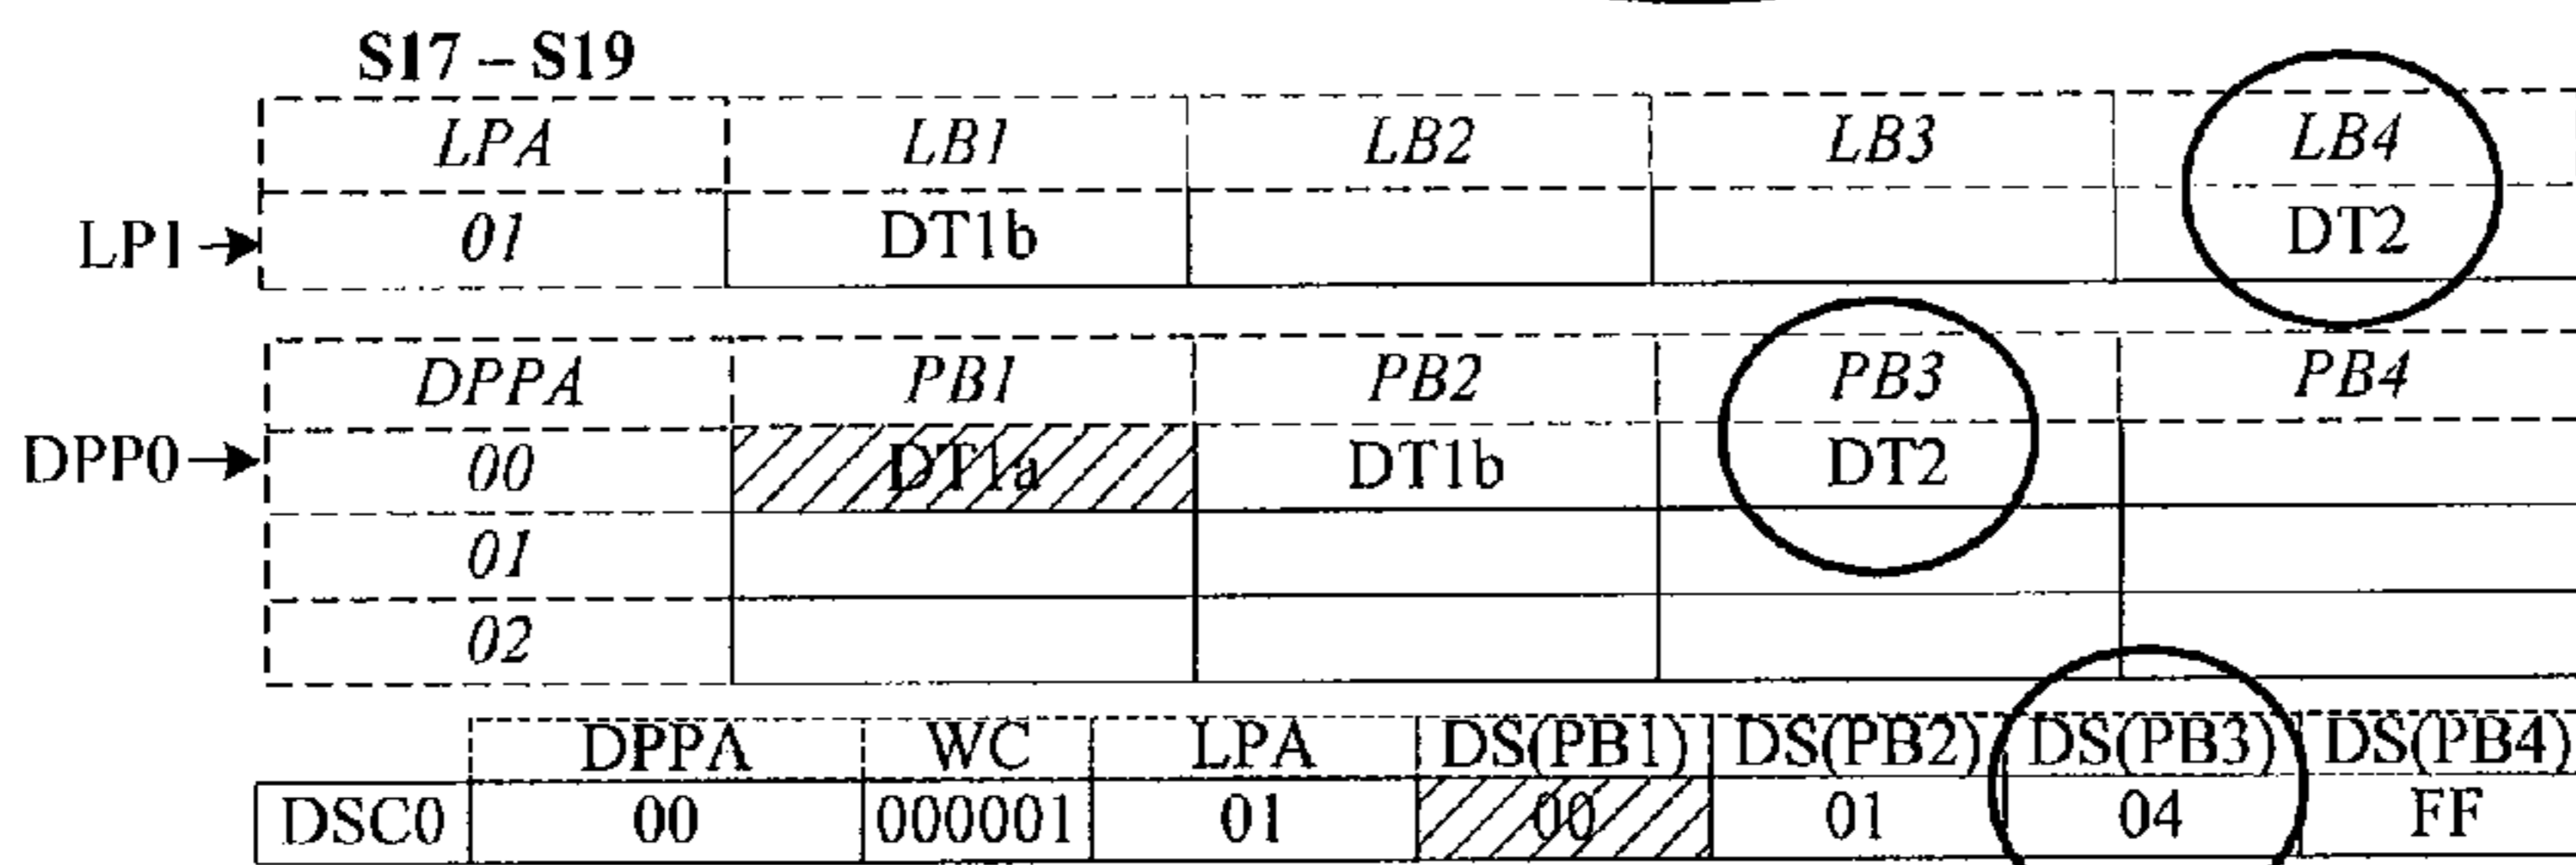 S17 – S19
LPA LB1 LB2 LB3 LB4
LP1 01 DT1b DT2
DPPA PB1 PB2 PB3 PB4
DPP0 00 DT1a DT1b DT2
01
02
DPPA WC LPA DS(PB1) DS(PB2) DS(PB3) DS(PB4)
DSC0 00 000001 01 00 01 04 FF